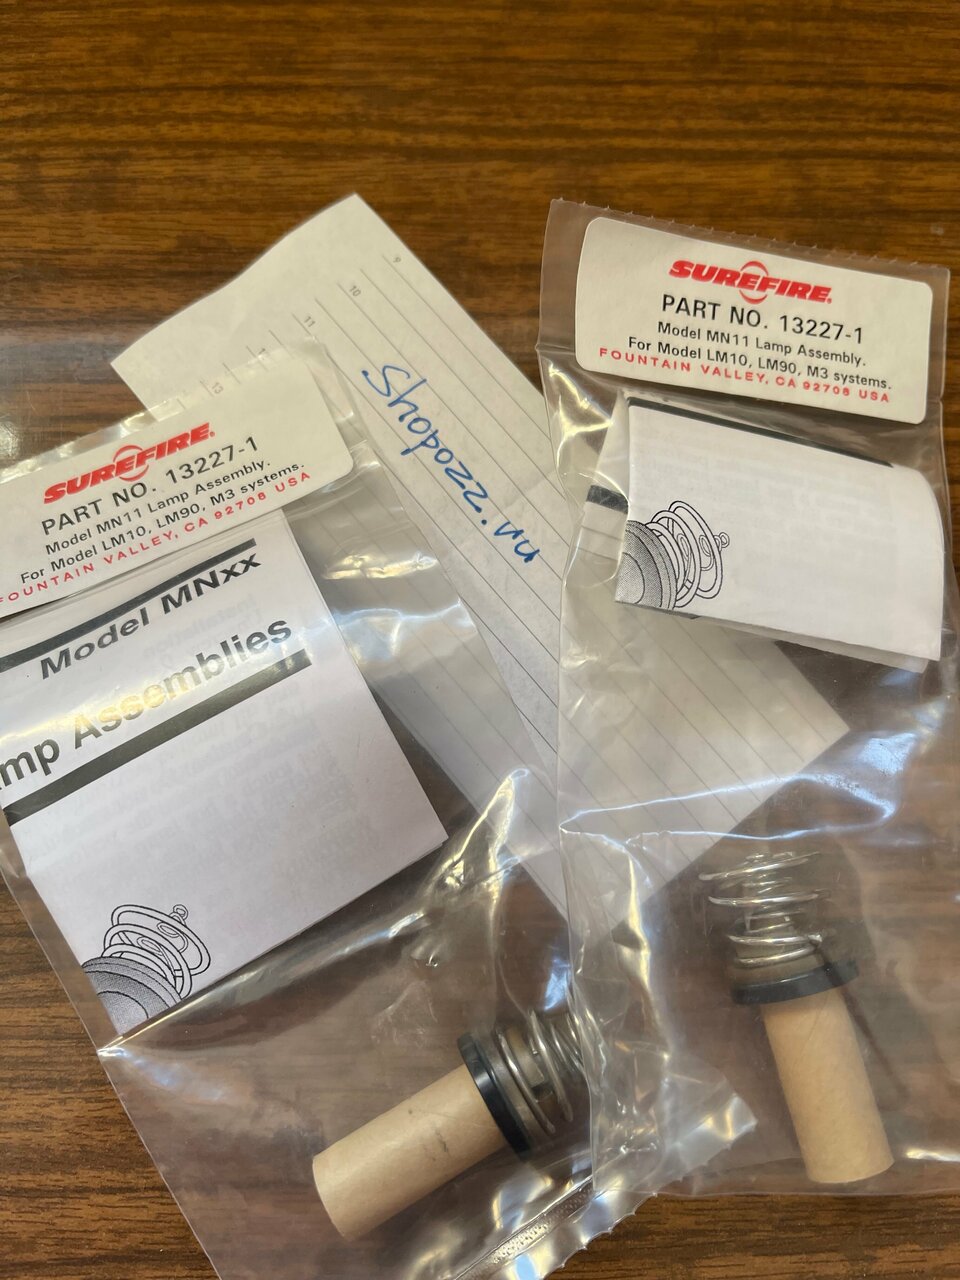 SUREFIRE®
PART NO. 13227-1
Model MN11 Lamp Assembly.
For Model LM10, LM90, M3 systems.
FOUNTAIN VALLEY, CA 92708 USA
9
10
11
13
Shopozz.ru
SUREFIRE®
PART NO. 13227-1
Model MN11 Lamp Assembly.
For Model LM10, LM90, M3 systems.
FOUNTAIN VALLEY, CA 92708 USA
Model MNxx
mp Assemblies